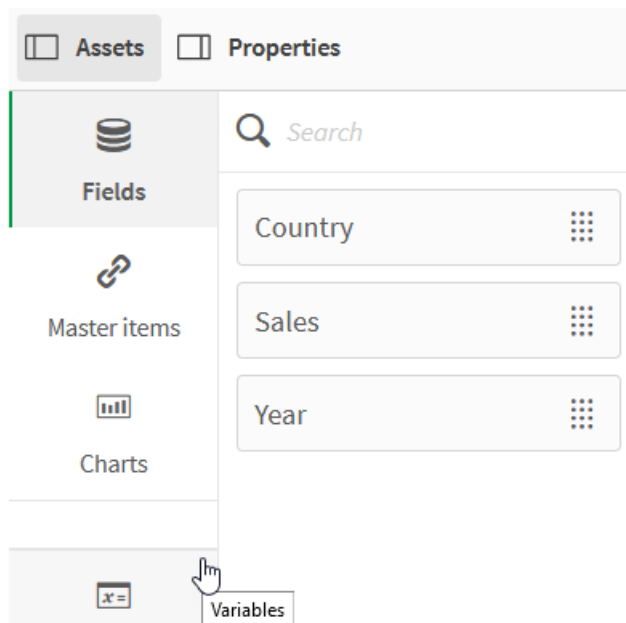 Assets
Properties
Fields
Master items
Charts
Search
Country
Sales
Year
x=
Variables